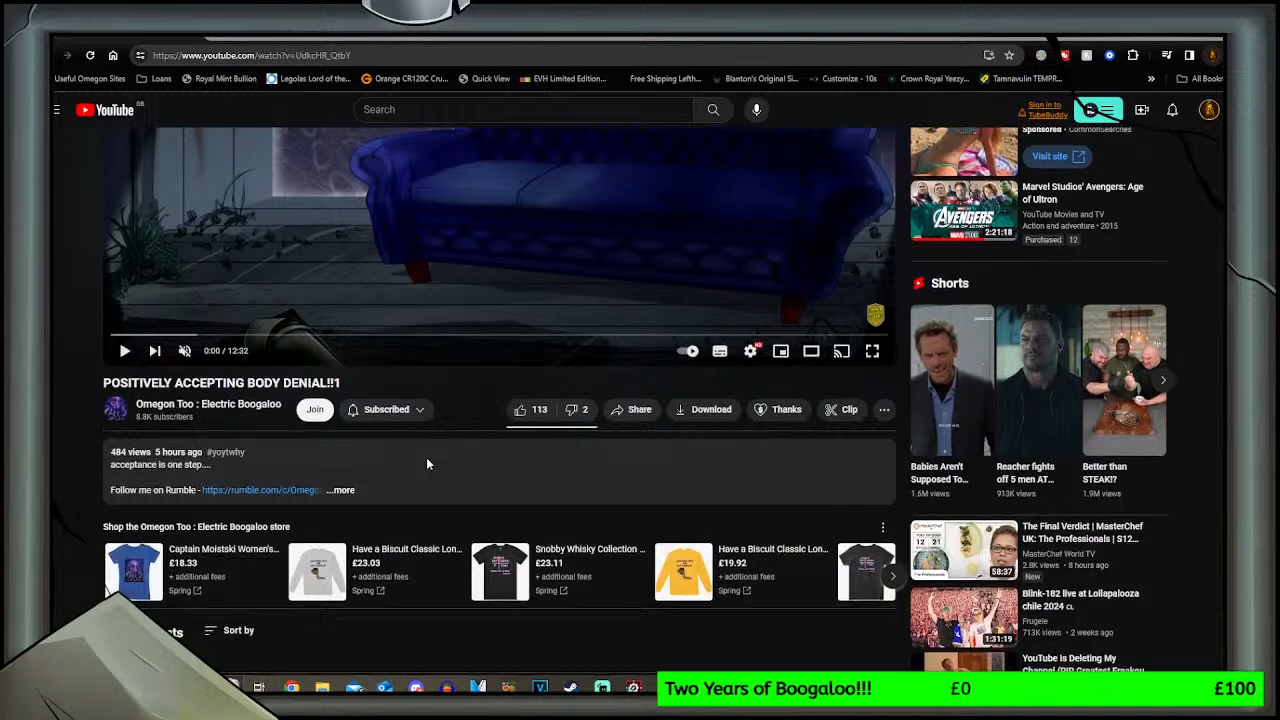 https://www.youtube.com/watch?v=UdkcHR_QtbY
Useful Omegon Sites
Loans
Royal Mint Bullion
Legolas Lord of the...
Orange CR120C Cru...
Quick View
EVH Limited Edition...
Free Shipping Lefth...
Blanton's Original Si...
Customize - 10s
Crown Royal Yeezy...
Tamnavulin TEMPR...
»
All Bookm
YouTube GB
Search
Sign in to
TubeBuddy
Sponsored • CommonSearches
Visit site
Marvel Studios' Avengers: Age
of Ultron
YouTube Movies and TV
Action and adventure • 2015
Purchased 12
AVENGERS
2:21:18
Shorts
0:00 / 12:32
HD
POSITIVELY ACCEPTING BODY DENIAL!!1
Omegon Too : Electric Boogaloo
8.8K subscribers
Join
Subscribed
113
2
Share
Download
Thanks
Clip
484 views 5 hours ago #yoytwhy
acceptance is one step....
Follow me on Rumble - https://rumble.com/c/Omego ...more
Babies Aren't
Supposed To...
1.6M views
Reacher fights
off 5 men AT...
913K views
Better than
STEAK!?
1.9M views
Shop the Omegon Too : Electric Boogaloo store
Captain Moistski Women's...
£18.33
+ additional fees
Spring
Have a Biscuit Classic Lon...
£23.03
+ additional fees
Spring
Snobby Whisky Collection ...
£23.11
+ additional fees
Spring
Have a Biscuit Classic Lon...
£19.92
+ additional fees
Spring
The Final Verdict | MasterChef
UK: The Professionals | S12...
MasterChef World TV
2.8K views • 8 hours ago
New
58:37
Blink-182 live at Lollapalooza
chile 2024 CL
Frugele
713K views • 2 weeks ago
1:31:19
YouTube Is Deleting My
Sort by
Two Years of Boogaloo!!! £0 £100